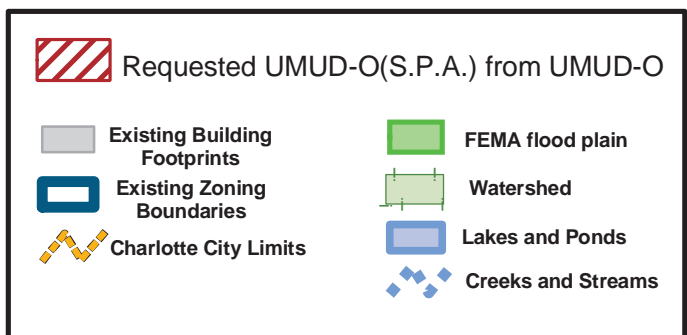 Requested UMUD-O(S.P.A.) from UMUD-O
Existing Building
Footprints
Existing Zoning
Boundaries
Charlotte City Limits
FEMA flood plain
Watershed
Lakes and Ponds
Creeks and Streams